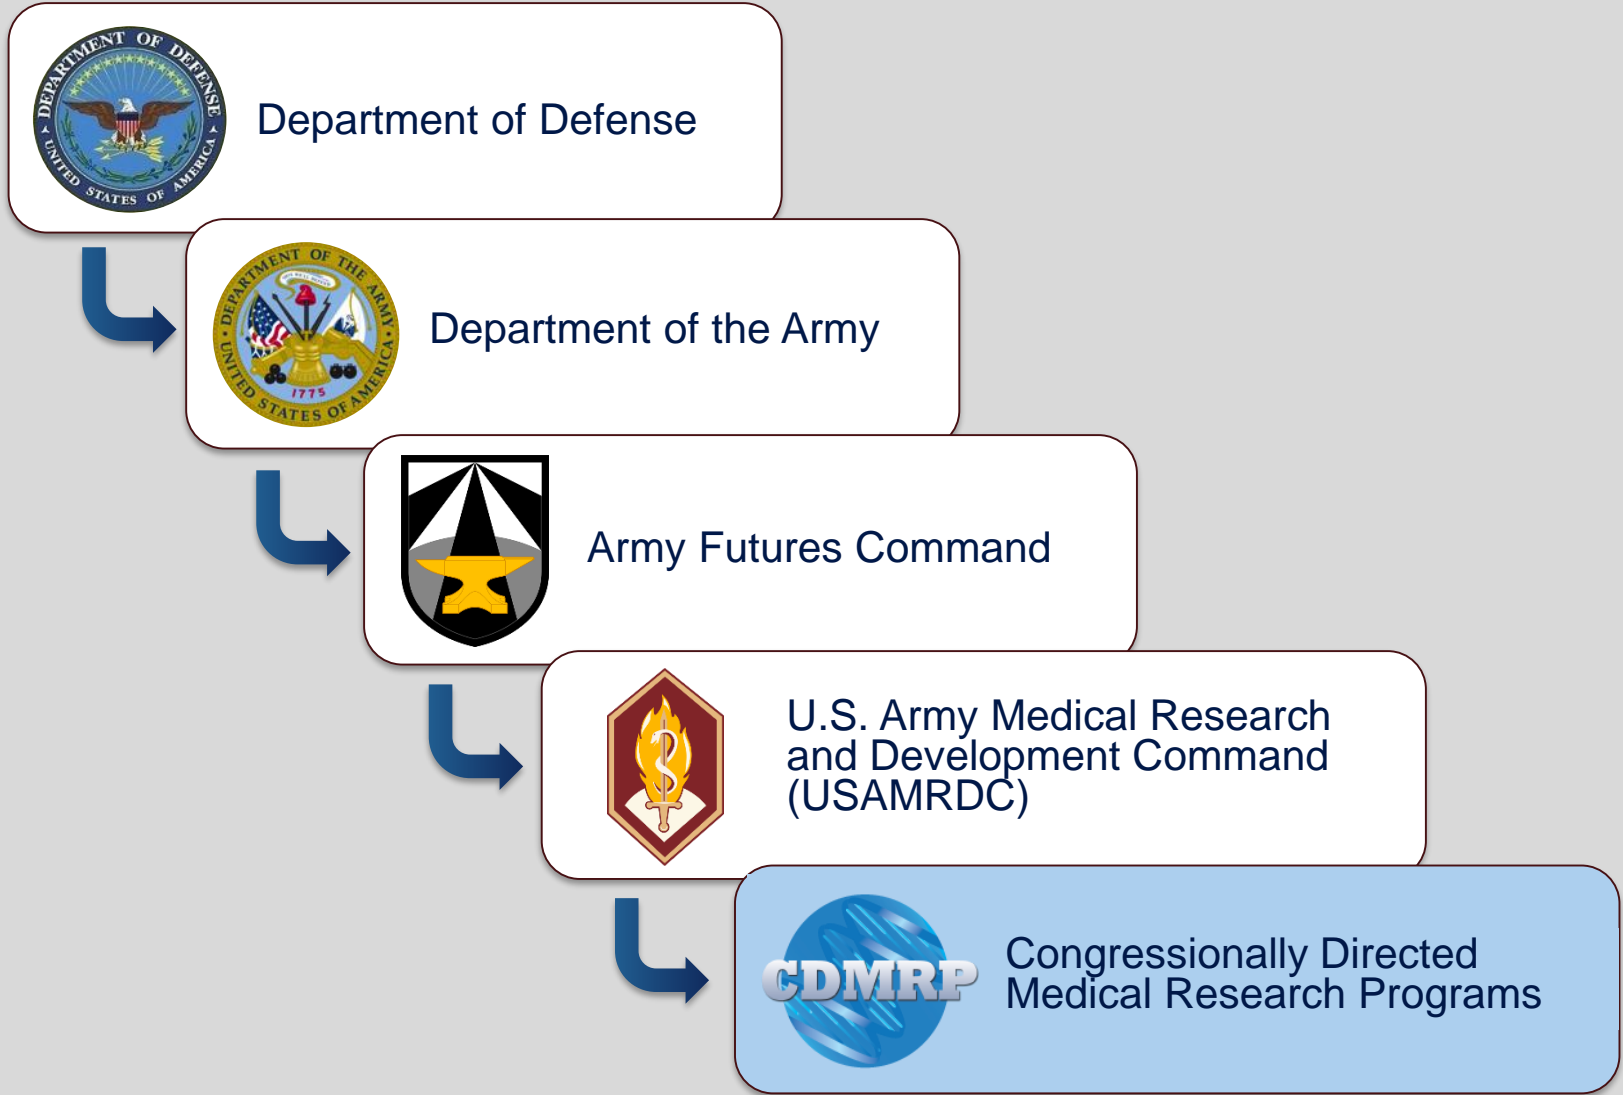 DEPARTMENT OF DEFENSE
UNITED STATES OF AMERICA
Department of Defense
DEPARTMENT OF THE ARMY
1775
UNITED STATES OF AMERICA
Department of the Army
Army Futures Command
U.S. Army Medical Research
and Development Command
(USAMRDC)
CDMRP
Congressionally Directed
Medical Research Programs